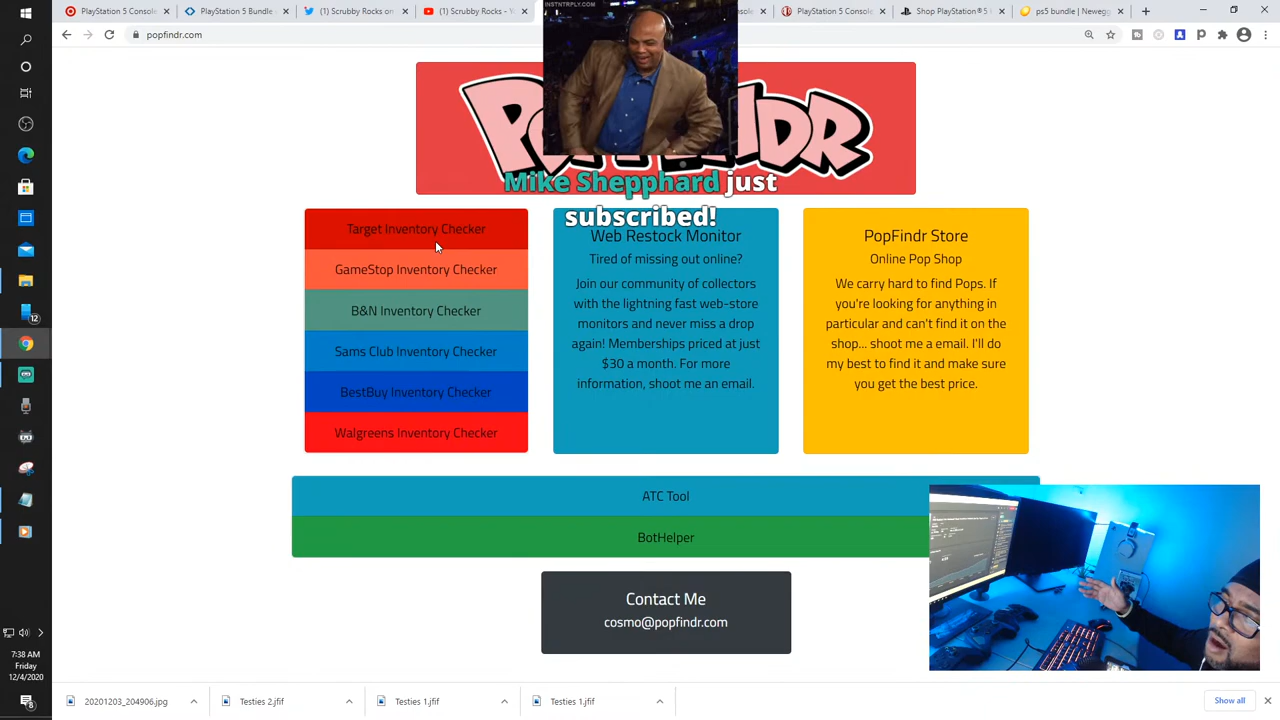 PlayStation 5 Conso
PlayStation 5 Bundle
(1) Scrubby Rocks on
(1) Scrubby Rocks - Y
PlayStation 5 Conso
Shop PlayStation®5
ps5 bundle | Newegg
popfindr.com
INSTNTRPLY.COM
POPFINDR
Mike Shepphard just
subscribed!
Target Inventory Checker
GameStop Inventory Checker
B&N Inventory Checker
Sams Club Inventory Checker
BestBuy Inventory Checker
Walgreens Inventory Checker
Web Restock Monitor
Tired of missing out online?
Join our community of collectors
with the lightning fast web-store
monitors and never miss a drop
again! Memberships priced at just
$30 a month. For more
information, shoot me an email.
PopFindr Store
Online Pop Shop
We carry hard to find Pops. If
you're looking for anything in
particular and can't find it on the
shop... shoot me a email. I'll do
my best to find it and make sure
you get the best price.
ATC Tool
BotHelper
Contact Me
cosmo@popfindr.com
12
7:38 AM
Friday
12/4/2020
8
20201203_204906.jpg
Testies 2.jfif
Testies 1.jfif
Testies 1.jfif
Show all